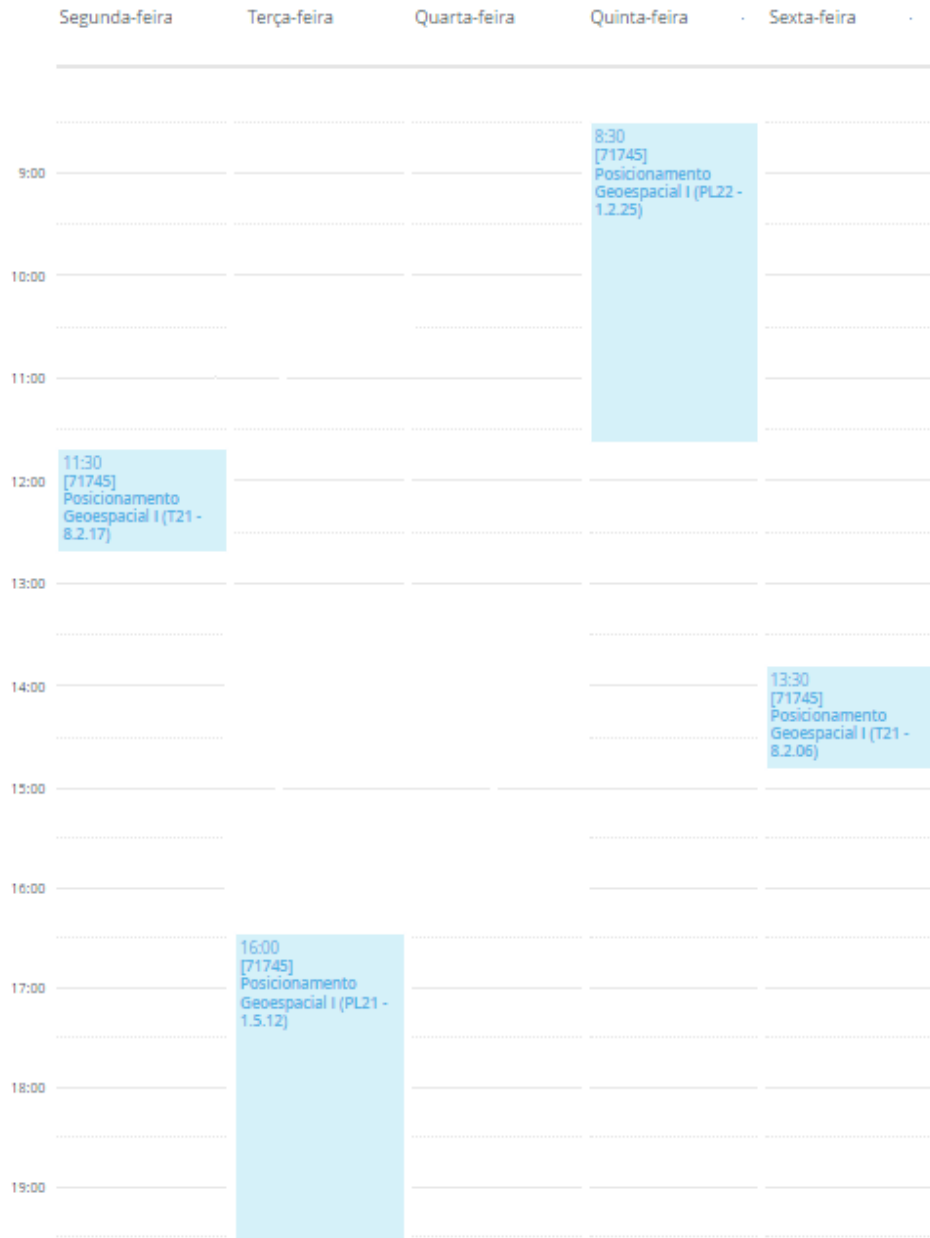 Segunda-feira
Terça-feira
Quarta-feira
Quinta-feira
Sexta-feira
8:30
[71745]
Posicionamento
Geoespacial I (PL22 -
1.2.25)
9:00
10:00
11:00
11:30
[71745]
Posicionamento
Geoespacial I (T21 -
8.2.17)
12:00
13:00
13:30
[71745]
Posicionamento
Geoespacial I (T21 -
8.2.06)
14:00
15:00
16:00
16:00
[71745]
Posicionamento
Geoespacial I (PL21 -
1.5.12)
17:00
18:00
19:00